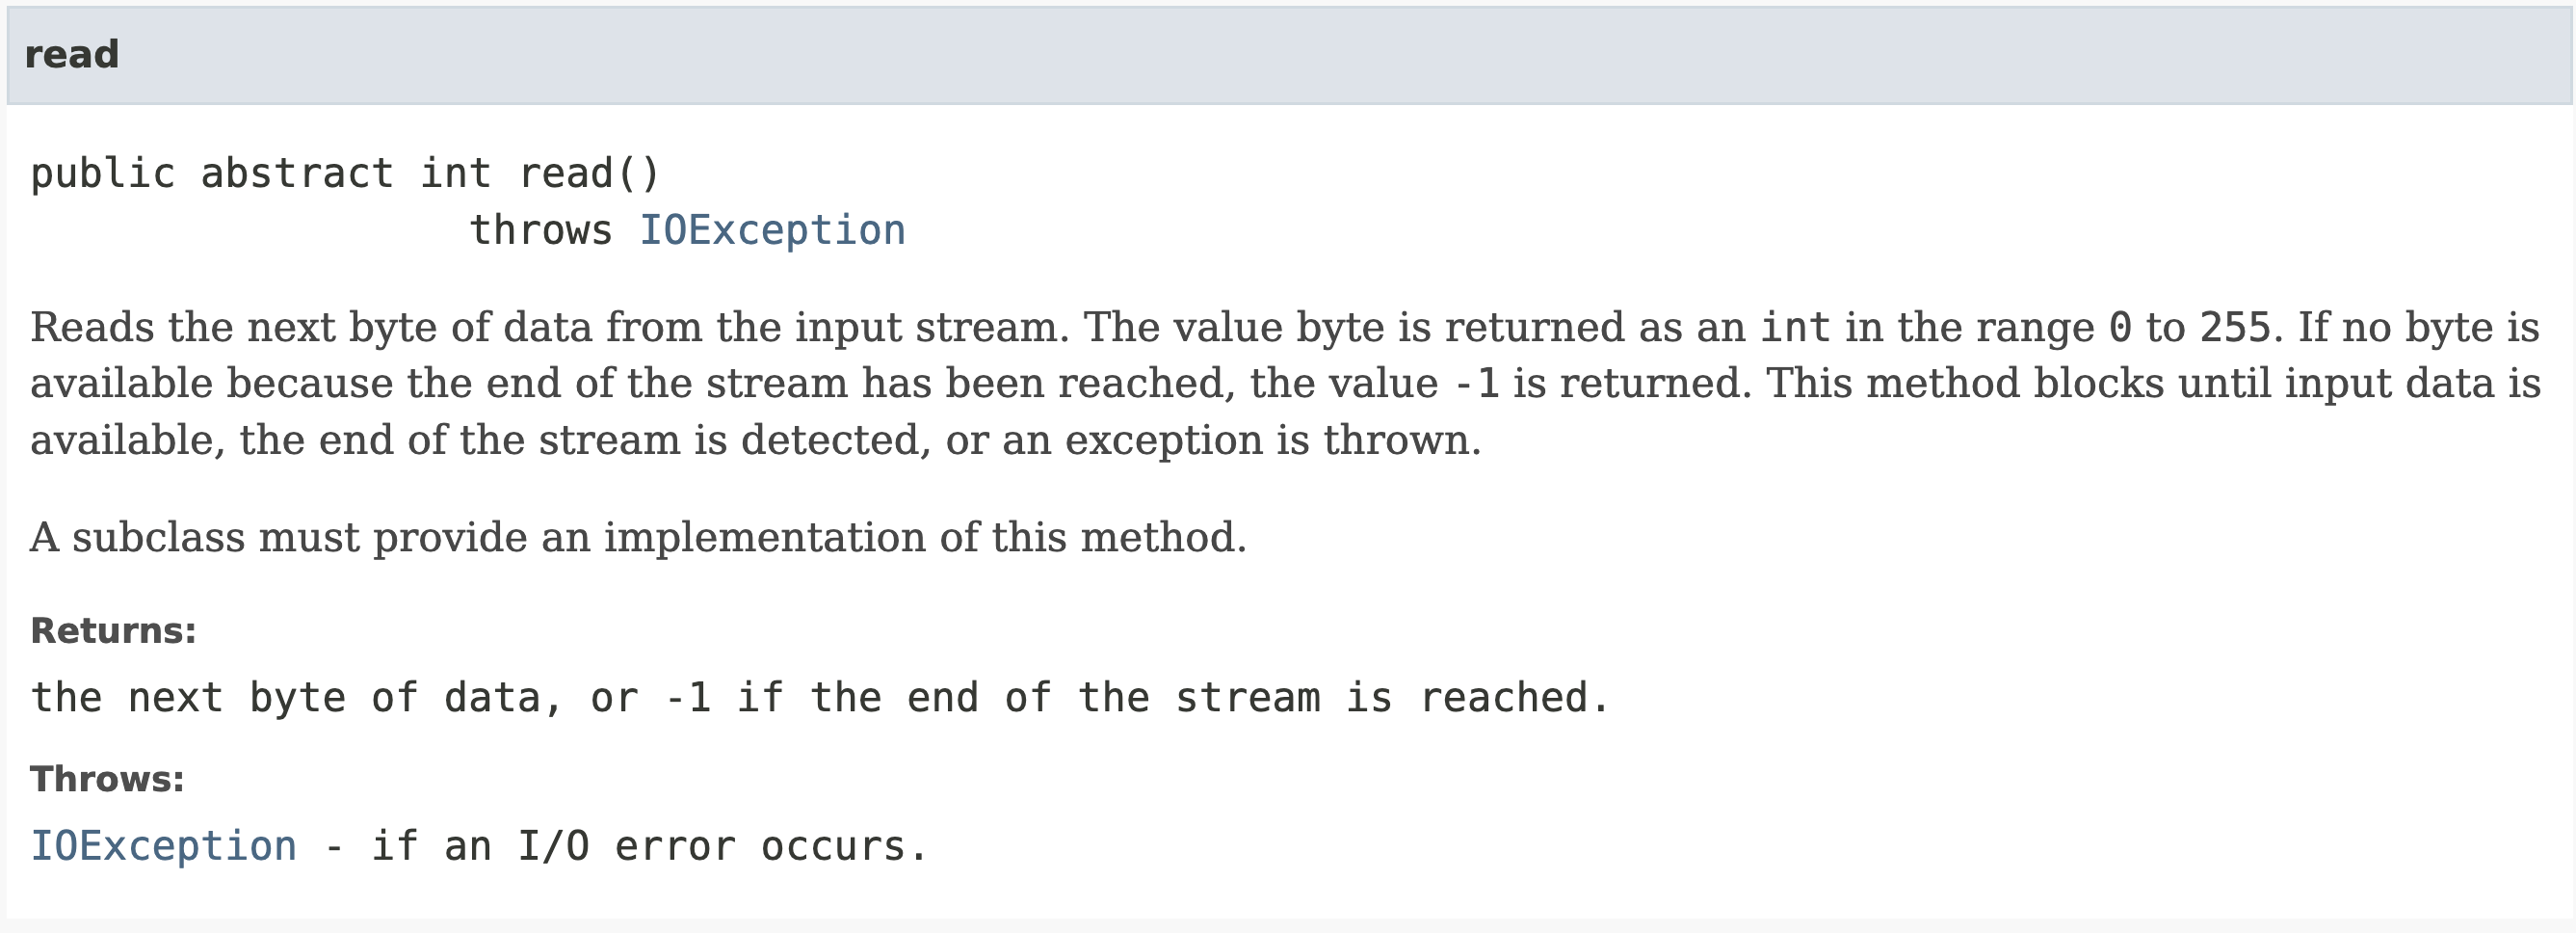 read
public abstract int read()
throws IOException
Reads the next byte of data from the input stream. The value byte is returned as an int in the range 0 to 255. If no byte is
available because the end of the stream has been reached, the value -1 is returned. This method blocks until input data is
available, the end of the stream is detected, or an exception is thrown.
A subclass must provide an implementation of this method.
Returns:
the next byte of data, or -1 if the end of the stream is reached.
Throws:
IOException - if an I/O error occurs.